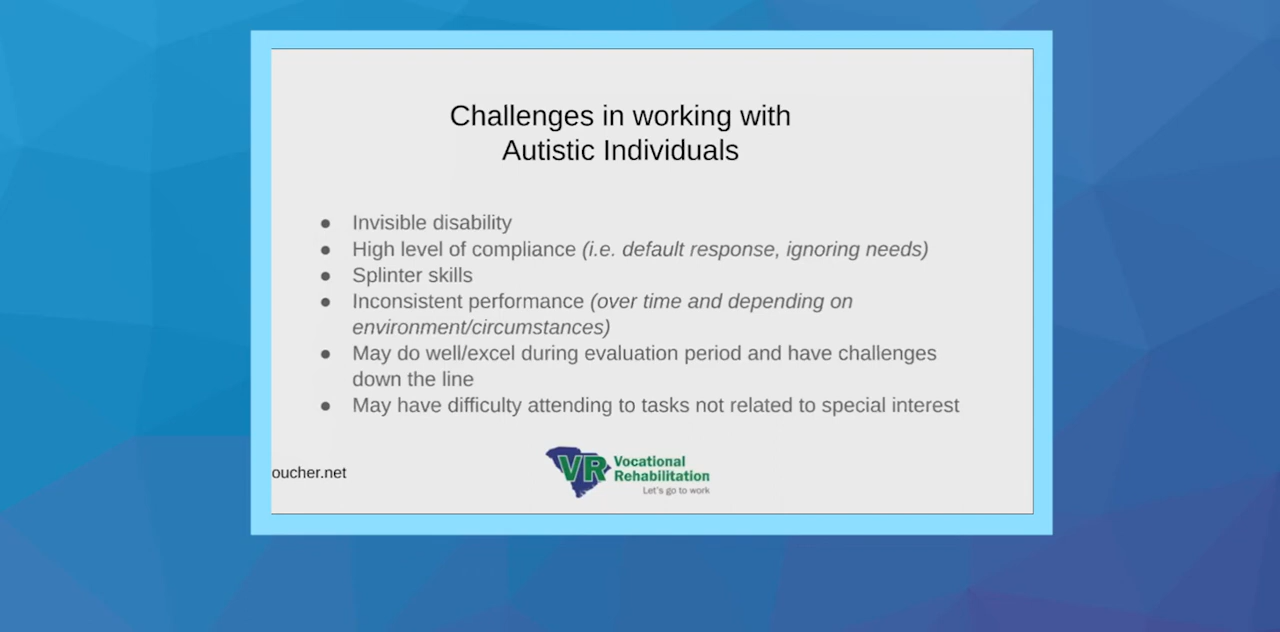 Challenges in working with
Autistic Individuals
● Invisible disability
● High level of compliance (i.e. default response, ignoring needs)
● Splinter skills
● Inconsistent performance (over time and depending on
environment/circumstances)
● May do well/excel during evaluation period and have challenges
down the line
● May have difficulty attending to tasks not related to special interest
oucher.net
VR Vocational
Rehabilitation
Let's go to work